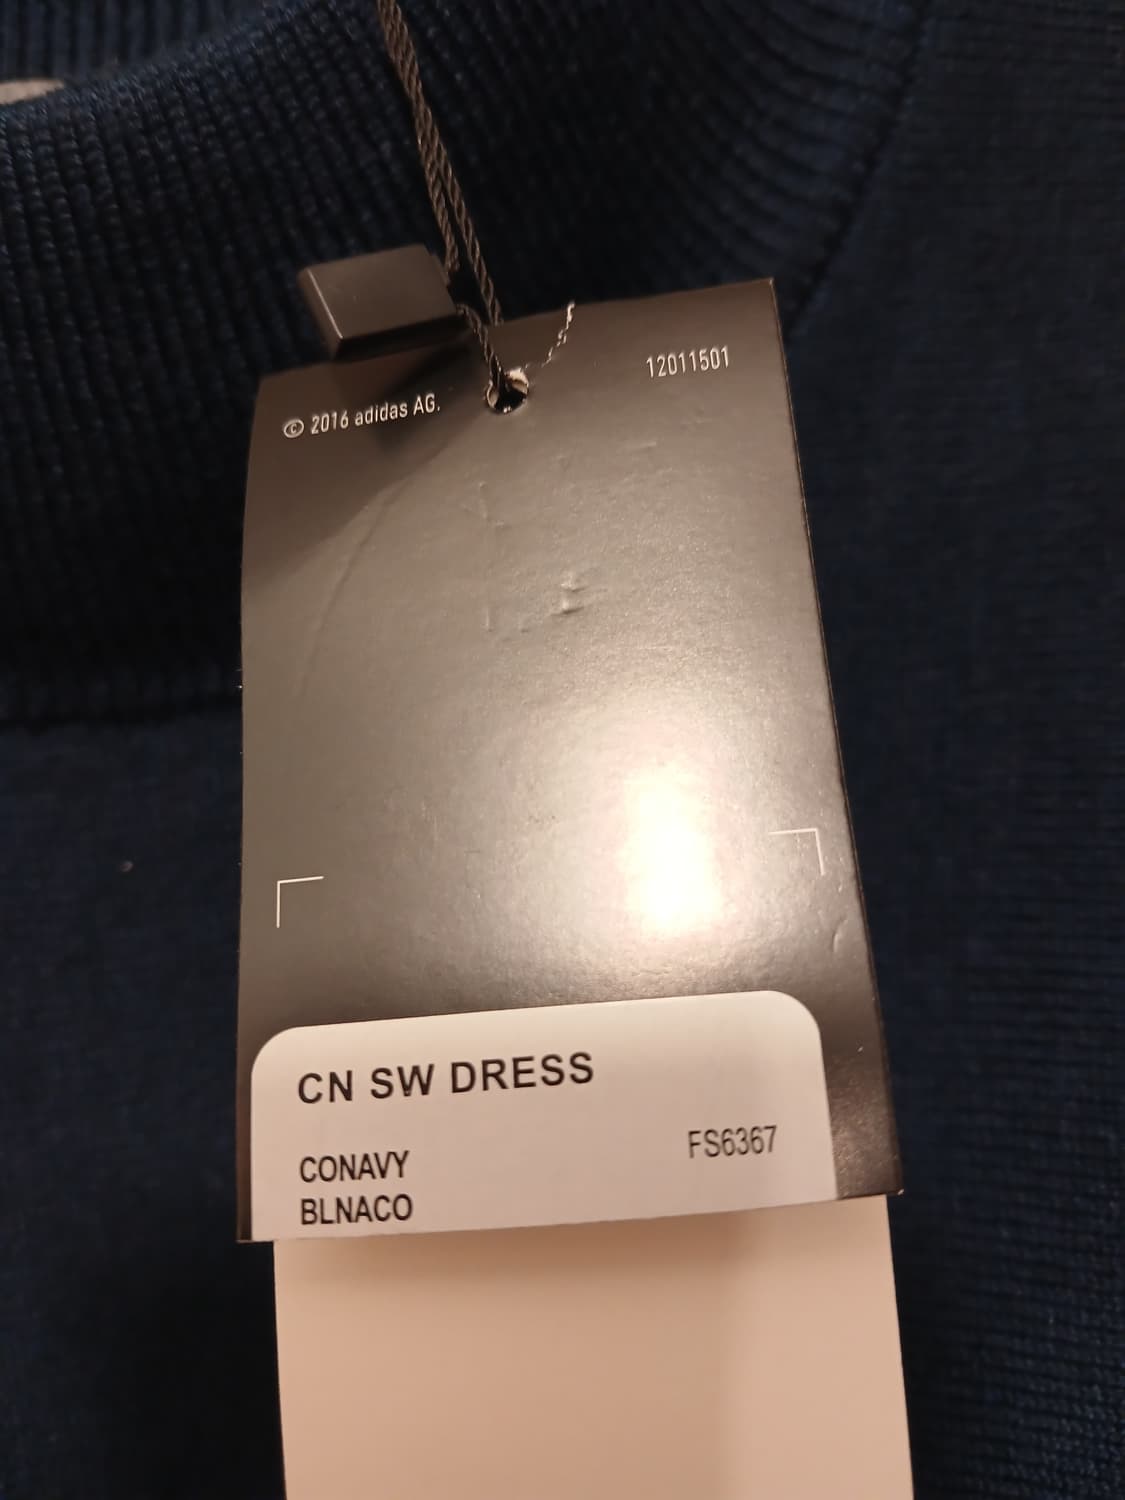 12011501
© 2016 adidas AG.
CN SW DRESS
CONAVY
FS6367
BLNACO